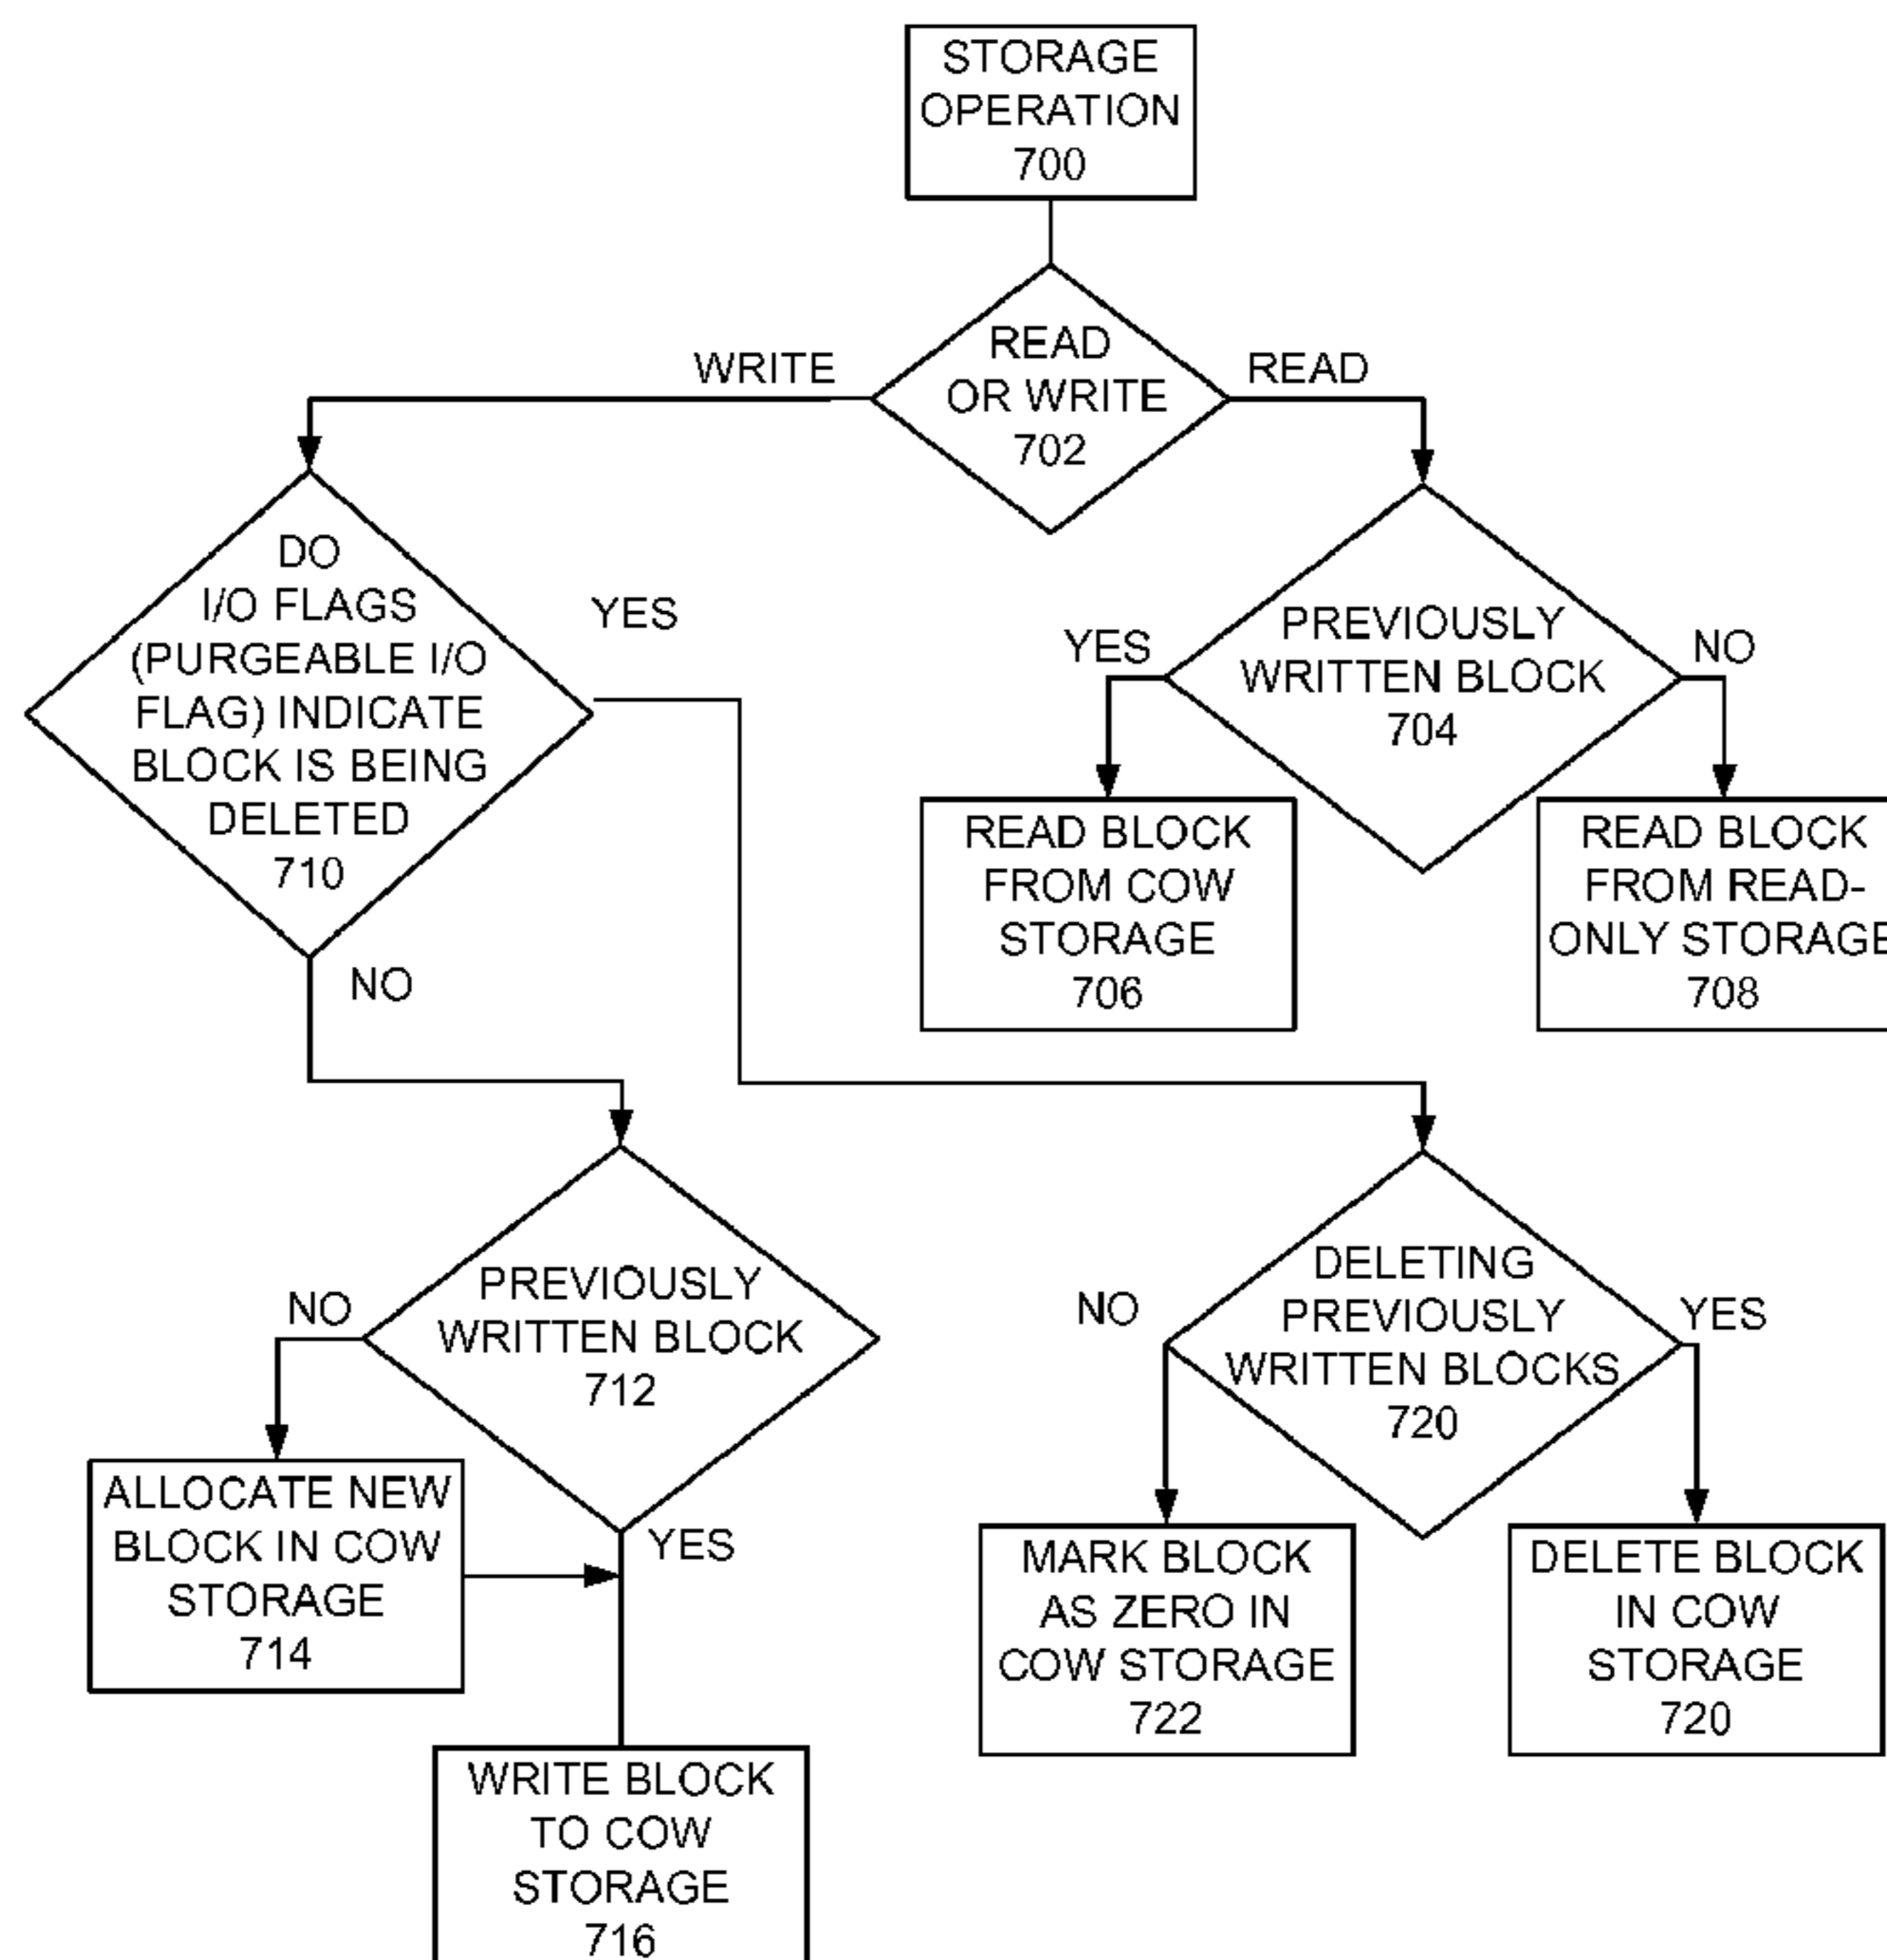 STORAGE
OPERATION
700
READ
OR WRITE
702
WRITE
READ
DO
I/O FLAGS
(PURGEABLE I/O
FLAG) INDICATE
BLOCK IS BEING
DELETED
710
YES
NO
PREVIOUSLY
WRITTEN BLOCK
704
YES
NO
READ BLOCK
FROM COW
STORAGE
706
READ BLOCK
FROM READ-
ONLY STORAGE
708
PREVIOUSLY
WRITTEN BLOCK
712
NO
YES
ALLOCATE NEW
BLOCK IN COW
STORAGE
714
WRITE BLOCK
TO COW
STORAGE
716
DELETING
PREVIOUSLY
WRITTEN BLOCKS
720
NO
YES
MARK BLOCK
AS ZERO IN
COW STORAGE
722
DELETE BLOCK
IN COW
STORAGE
720